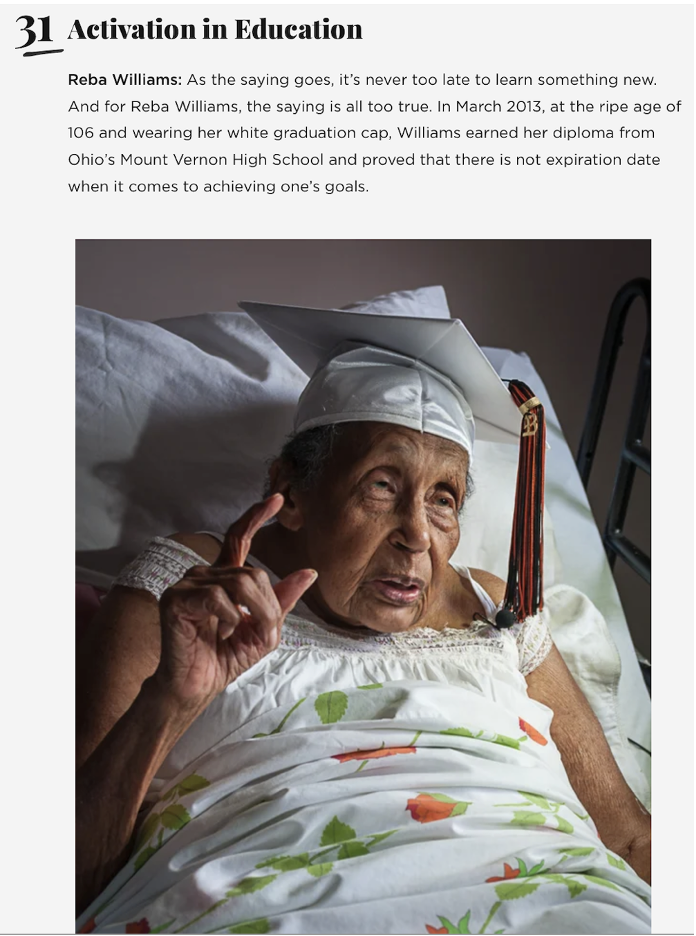 31 Activation in Education
Reba Williams: As the saying goes, it’s never too late to learn something new.
And for Reba Williams, the saying is all too true. In March 2013, at the ripe age of
106 and wearing her white graduation cap, Williams earned her diploma from
Ohio’s Mount Vernon High School and proved that there is not expiration date
when it comes to achieving one’s goals.